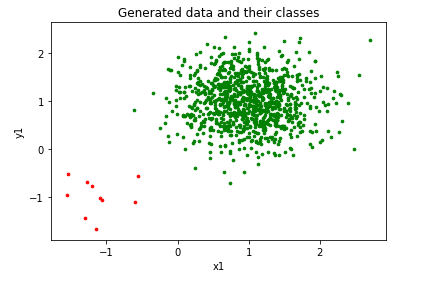 Generated data and their classes
2
1
0
−1
y1
−1
0
1
2
x1